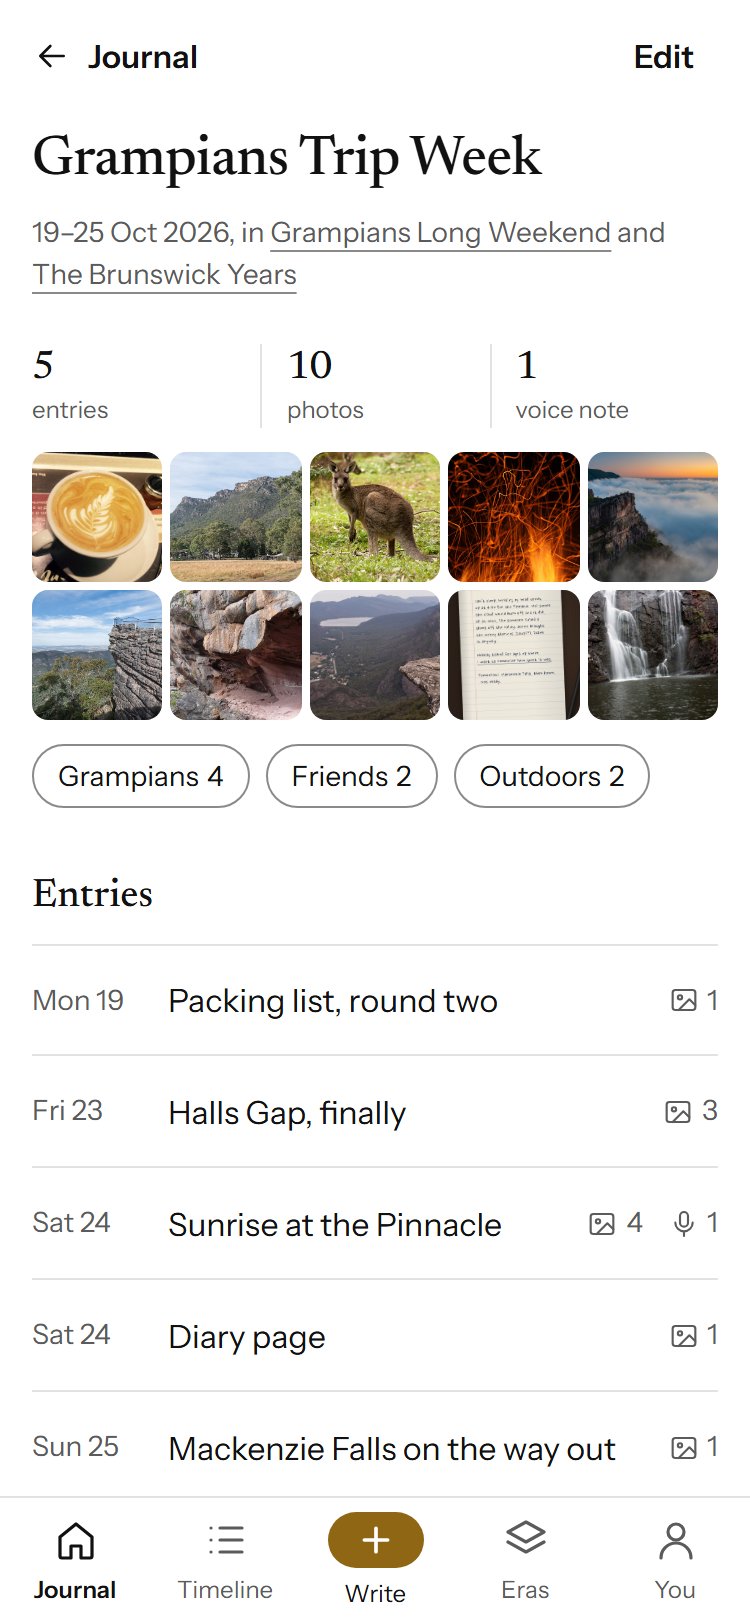 Journal
Edit
Grampians Trip Week
19–25 Oct 2026, in Grampians Long Weekend and
The Brunswick Years
5
entries
10
photos
1
voice note
Grampians 4
Friends 2
Outdoors 2
Entries
Mon 19 Packing list, round two 1
Fri 23 Halls Gap, finally 3
Sat 24 Sunrise at the Pinnacle 4 1
Sat 24 Diary page 1
Sun 25 Mackenzie Falls on the way out 1
Journal
Timeline
Write
Eras
You